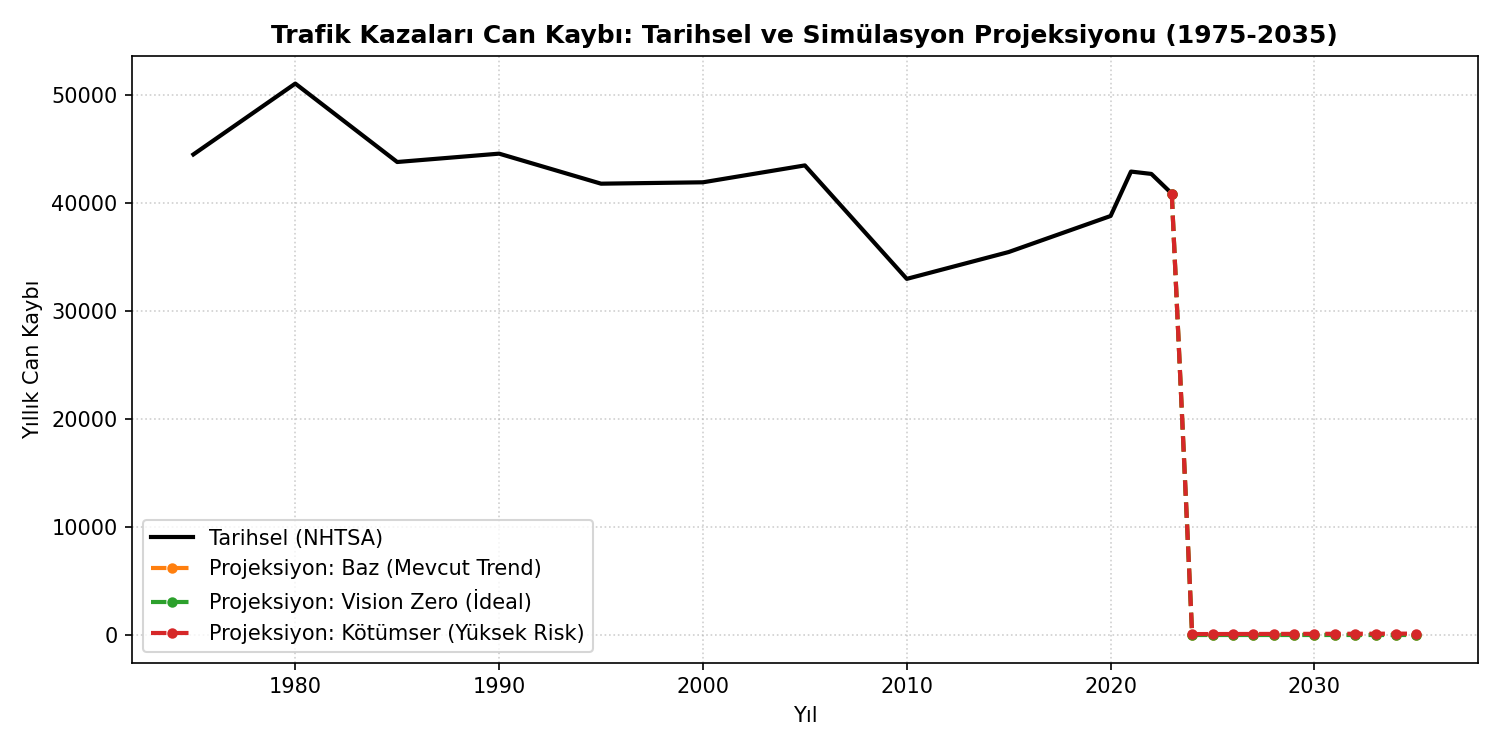 Trafik Kazaları Can Kaybı: Tarihsel ve Simülasyon Projeksiyonu (1975-2035)
Yıllık Can Kaybı
50000
40000
30000
20000
10000
0
Tarihsel (NHTSA)
Projeksiyon: Baz (Mevcut Trend)
Projeksiyon: Vision Zero (İdeal)
Projeksiyon: Kötümser (Yüksek Risk)
1980
1990
2000
2010
2020
2030
Yıl